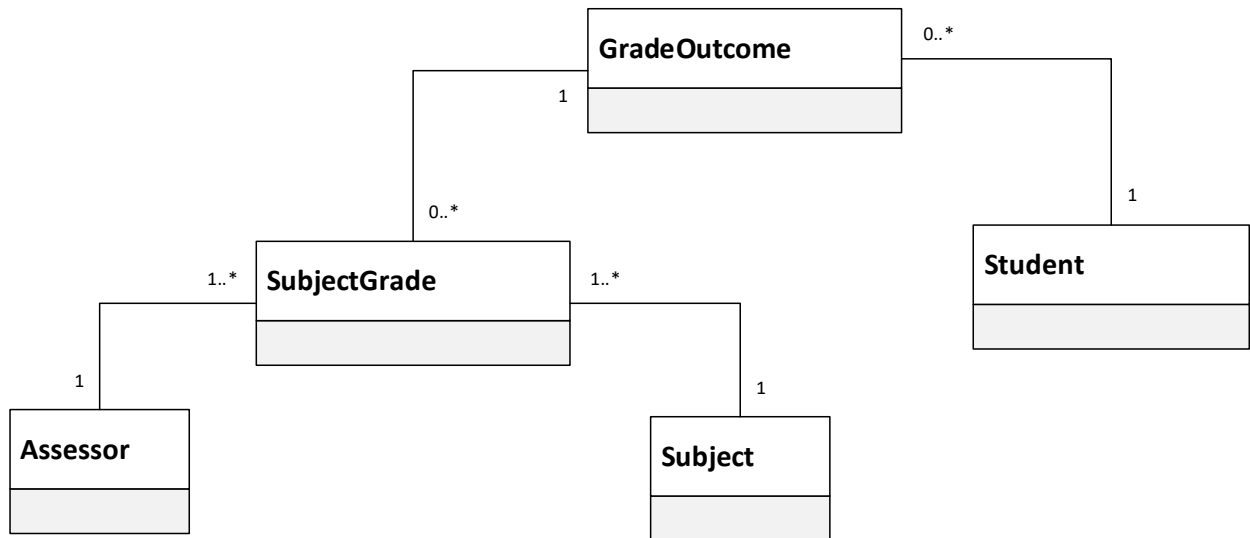 GradeOutcome
0..*
1
1
0..*
Student
1..*
SubjectGrade
1..*
1
1
Assessor
Subject